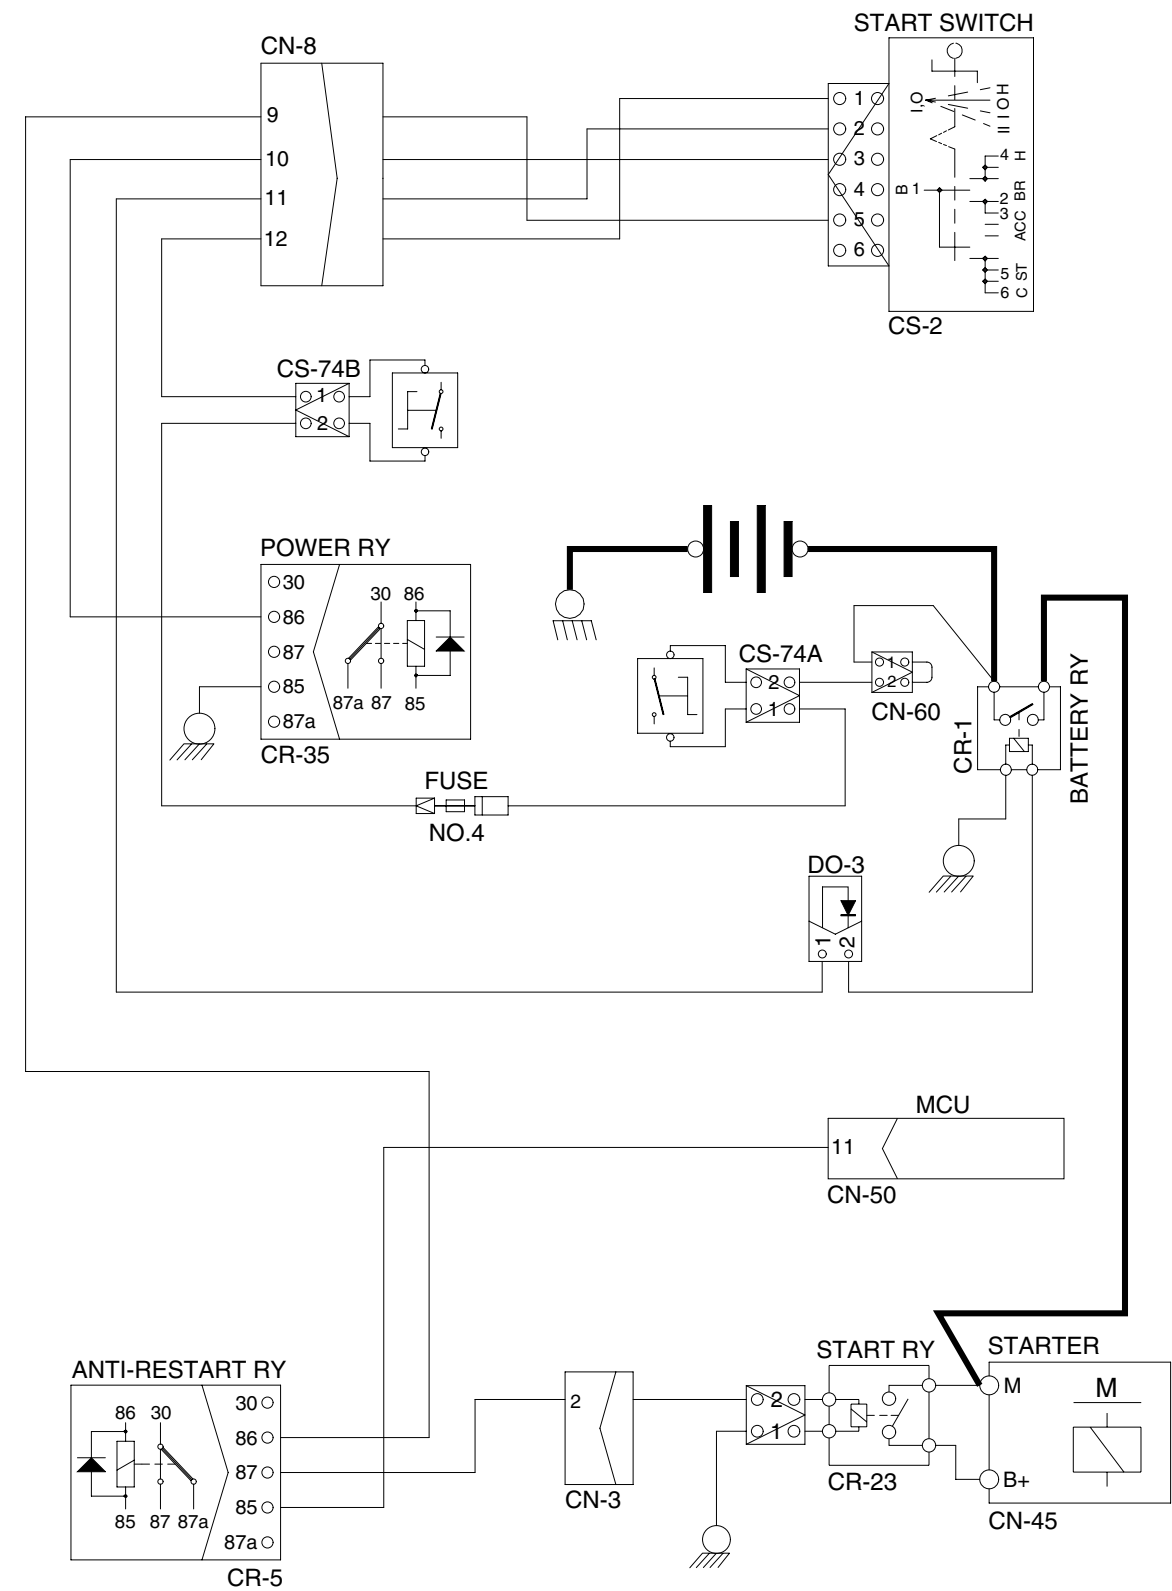 START SWITCH
CN-8
9
10
11
12
1
2
3
4
5
6
O
I
H
O
I
II
4 H
B 1
2 BR
3 ACC
5 ST
6 C
CS-2
CS-74B
1
2
POWER RY
30
86
87
85
87a
30 86
87a 87 85
CR-35
CS-74A
2
1
1
2
CN-60
CR-1
BATTERY RY
FUSE
NO.4
DO-3
1 2
MCU
11
CN-50
ANTI-RESTART RY
86 30
85 87 87a
30
86
87
85
87a
CR-5
2
CN-3
START RY
2
1
CR-23
STARTER
M
M
B+
CN-45